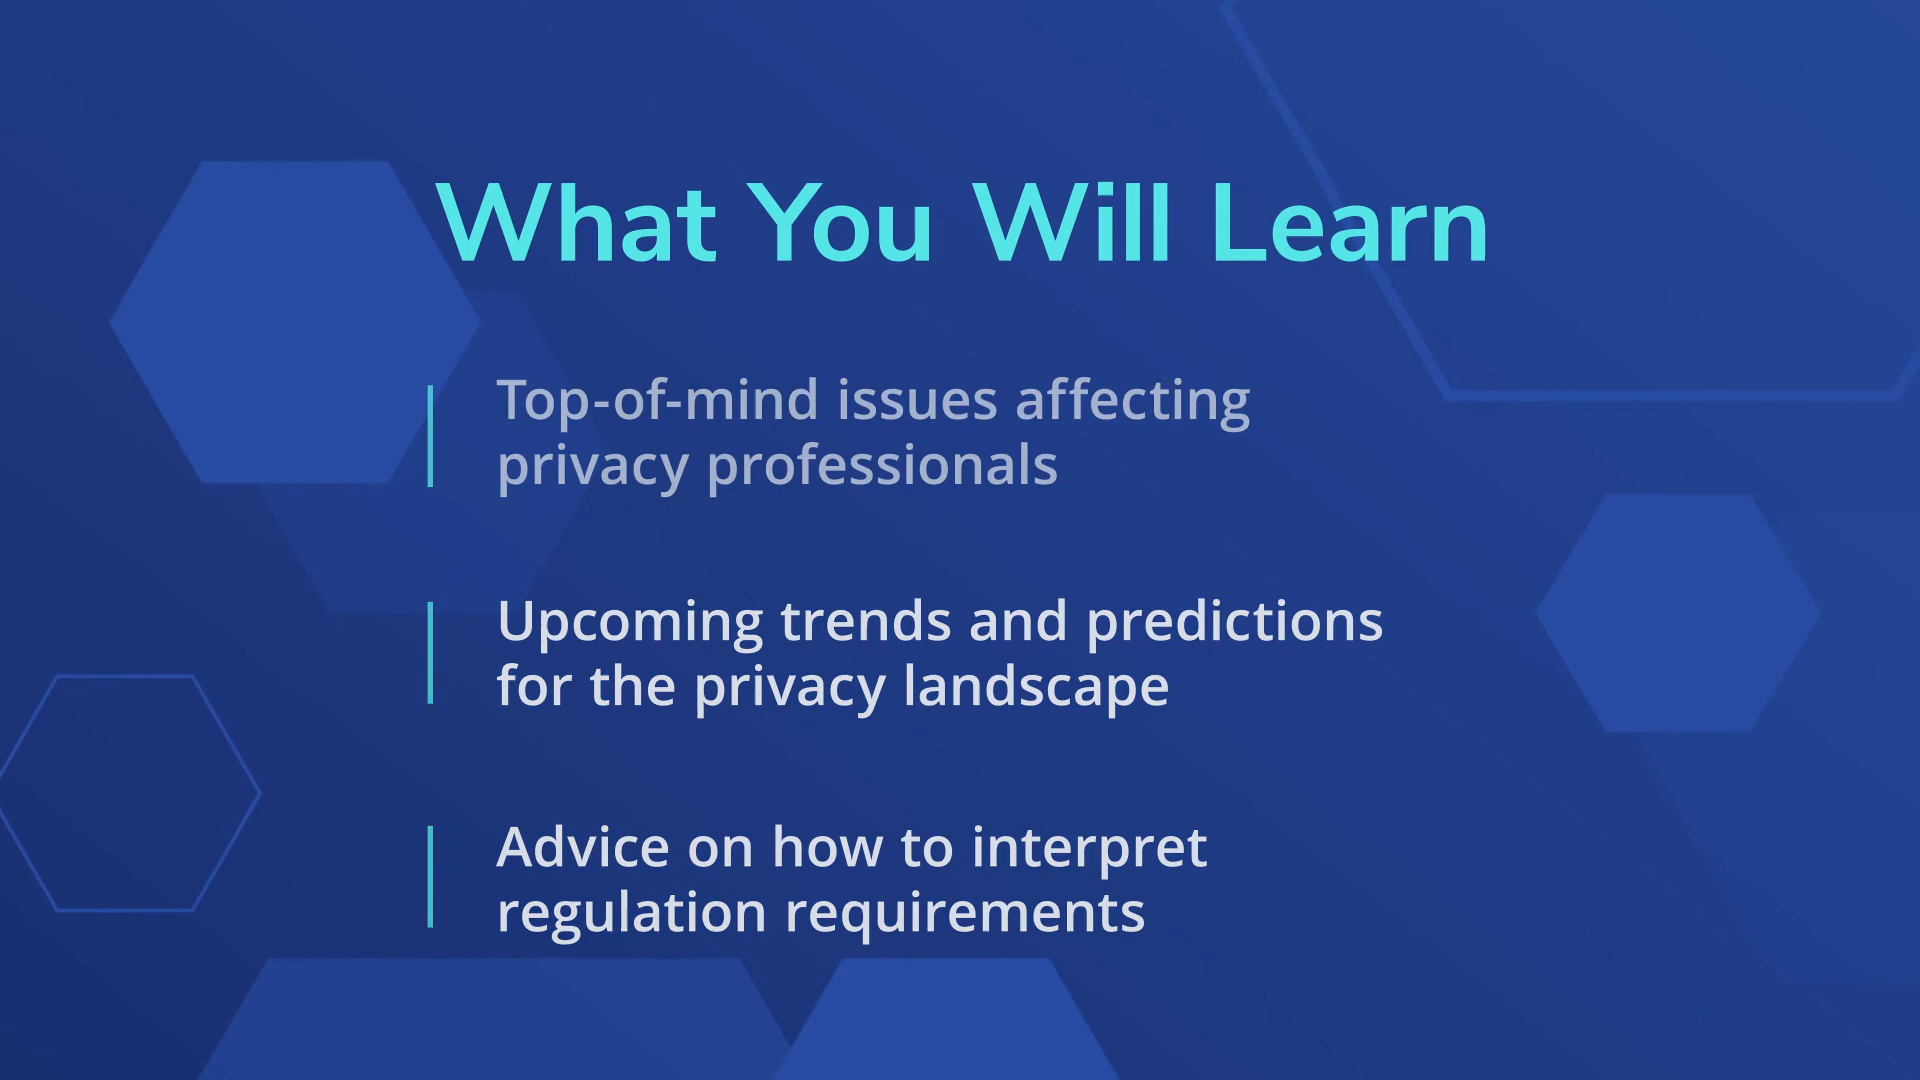 What You Will Learn
Top-of-mind issues affecting
privacy professionals
Upcoming trends and predictions
for the privacy landscape
Advice on how to interpret
regulation requirements